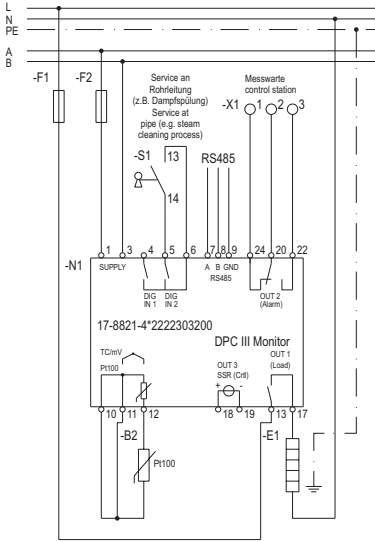 L
N
PE
A
B
-F1
-F2
Service an
Rohrleitung
(z.B. Dampfspülung)
Service at
pipe (e.g. steam
cleaning process)
Messwarte
control station
-X1 1 2 3
-S1 13
14
RS485
1 3 4 5 6 7 8 9 24 20 22
-N1
SUPPLY
A B GND
RS485
DIG
IN 1
DIG
IN 2
OUT 2
(Alarm)
17-8821-4*2222303200
DPC III Monitor
TC/mV
Pt100
OUT 3
SSR (Crtl)
+ -
OUT 1
(Load)
10 11 12 18 19 13 17
-B2
-E1
Pt100